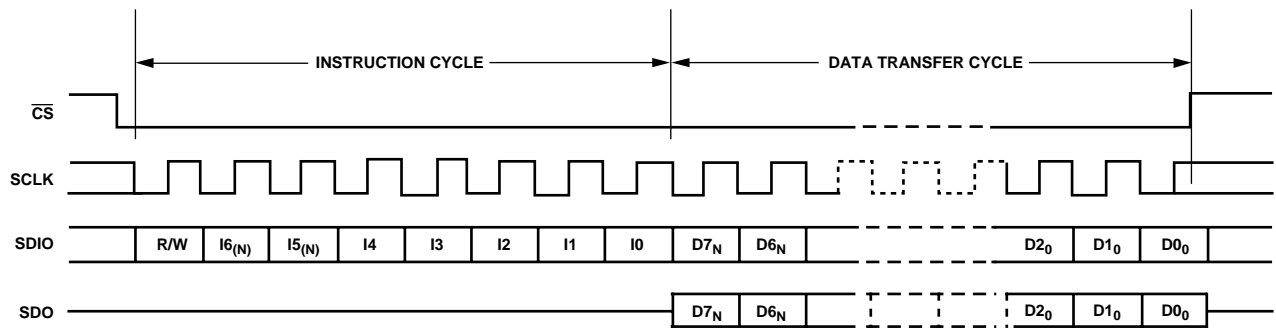 INSTRUCTION CYCLE DATA TRANSFER CYCLE
CS
SCLK
SDIO R/W I6(N) I5(N) I4 I3 I2 I1 I0 D7N D6N D20 D10 D00
SDO D7N D6N D20 D10 D00